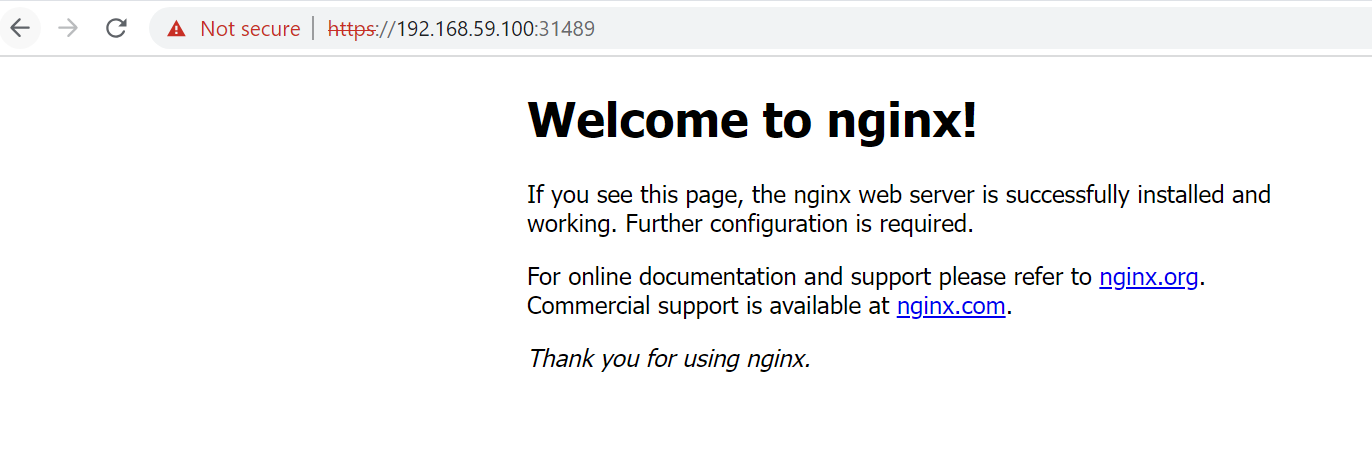 Not secure | https://192.168.59.100:31489
Welcome to nginx!
If you see this page, the nginx web server is successfully installed and
working. Further configuration is required.
For online documentation and support please refer to nginx.org.
Commercial support is available at nginx.com.
Thank you for using nginx.